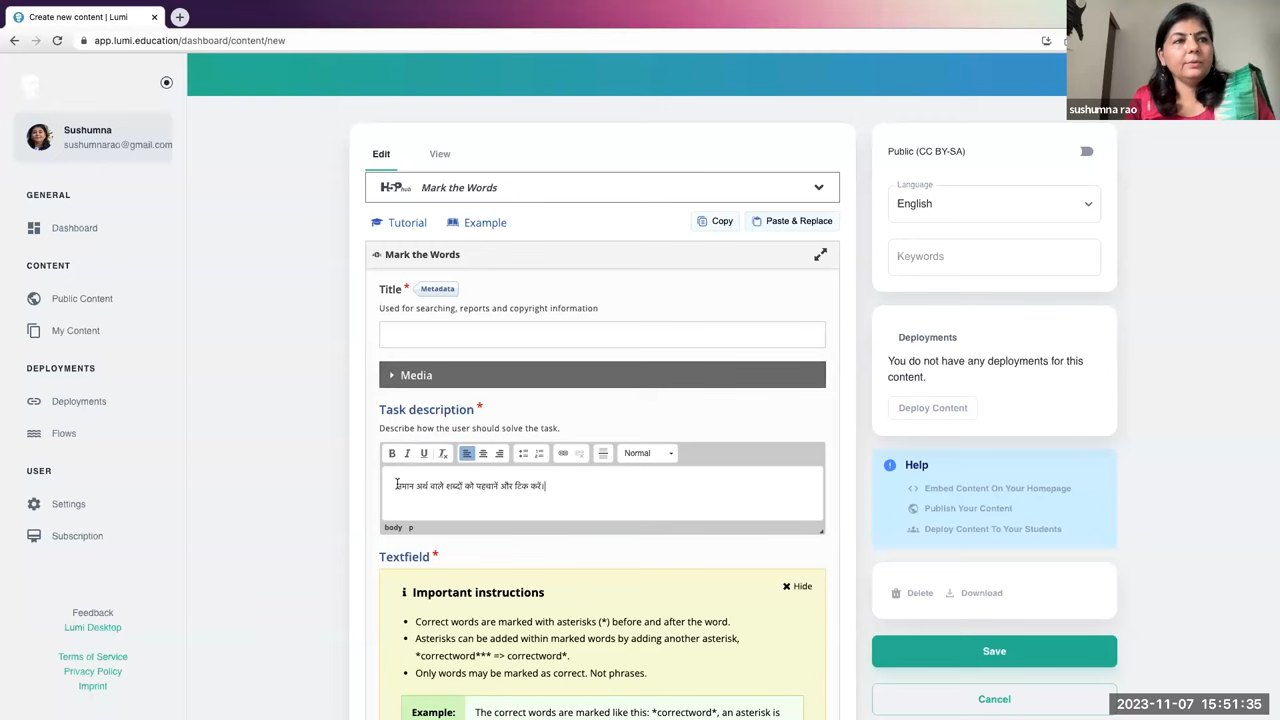 Create new content | Lumi
app.lumi.education/dashboard/content/new
sushumna rao
Sushumna
sushumnarao@gmail.com
GENERAL
Dashboard
CONTENT
Public Content
My Content
DEPLOYMENTS
Deployments
Flows
USER
Settings
Subscription
Feedback
Lumi Desktop
Terms of Service
Privacy Policy
Imprint
Edit View
H5P hub Mark the Words
Tutorial Example Copy Paste & Replace
Mark the Words
Title * Metadata
Used for searching, reports and copyright information
Media
Task description *
Describe how the user should solve the task.
B I U Tx Normal
समान अर्थ वाले शब्दों को पहचानें और टिक करें।
body p
Textfield *
Important instructions Hide
Correct words are marked with asterisks (*) before and after the word.
Asterisks can be added within marked words by adding another asterisk,
*correctword*** => correctword*.
Only words may be marked as correct. Not phrases.
Example: The correct words are marked like this: *correctword*, an asterisk is
Public (CC BY-SA)
Language
English
Keywords
Deployments
You do not have any deployments for this
content.
Deploy Content
Help
Embed Content On Your Homepage
Publish Your Content
Deploy Content To Your Students
Delete Download
Save
Cancel
2023-11-07 15:51:35